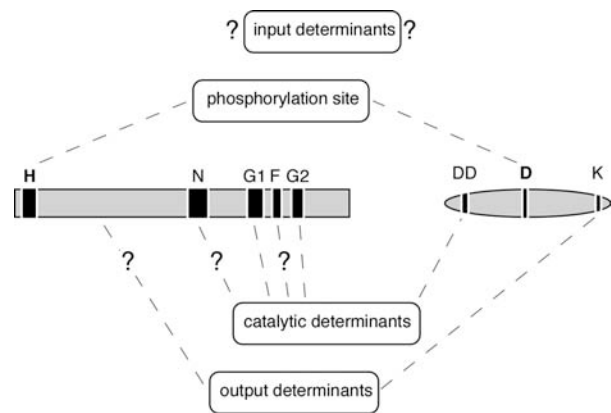 ? input determinants ?
phosphorylation site
H N G1 F G2 DD D K
? ? ?
catalytic determinants
output determinants